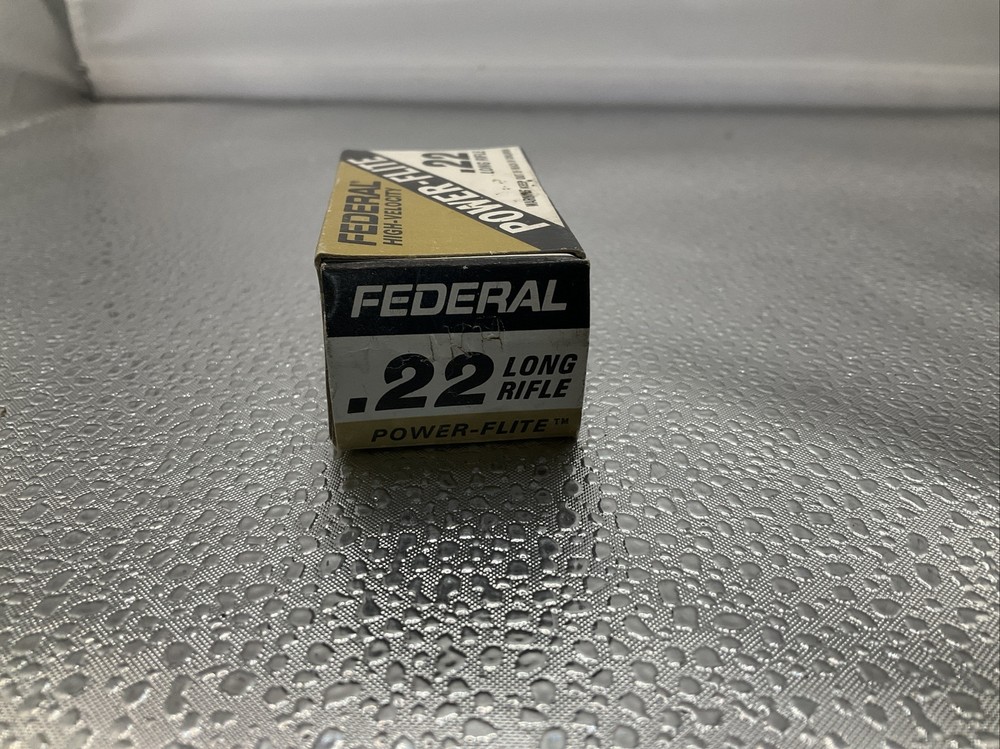 FEDERAL
HIGH-VELOCITY
POWER-FLITE
.22
LONG RIFLE
FEDERAL
.22 LONG
RIFLE
POWER-FLITE™